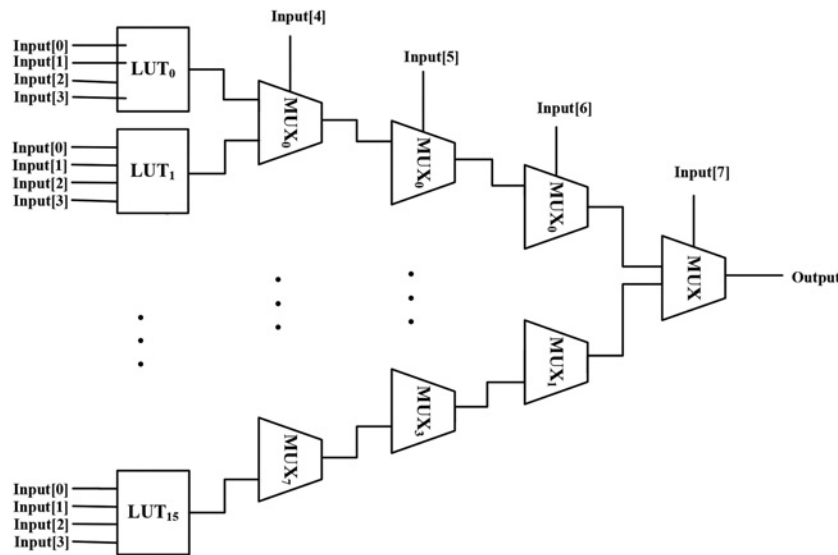 Input[4]
Input[0]
Input[1]
Input[2]
Input[3]
LUT0
MUX0
Input[5]
MUX0
Input[6]
MUX0
Input[0]
Input[1]
Input[2]
Input[3]
LUT1
Input[7]
MUX
Output
MUX1
MUX3
MUX7
Input[0]
Input[1]
Input[2]
Input[3]
LUT15